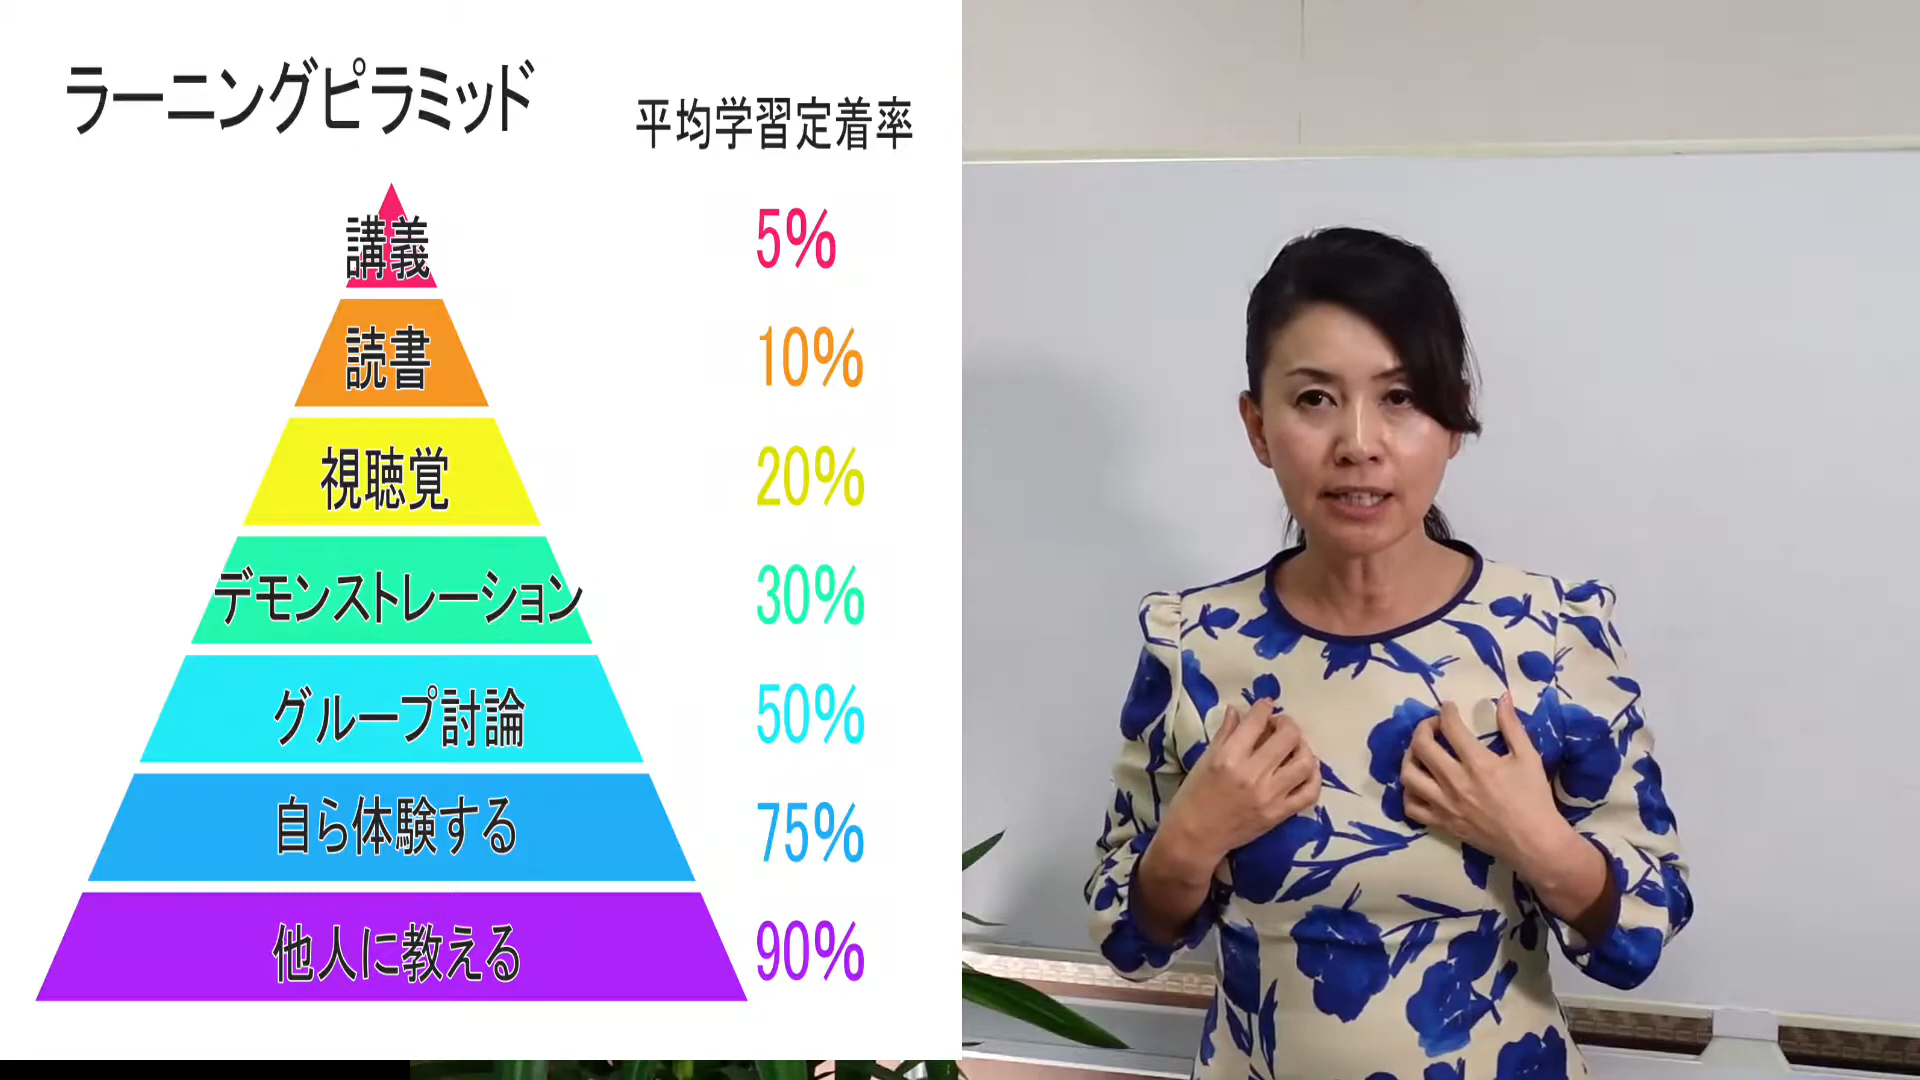 ラーニングピラミッド
平均学習定着率
講義
5%
読書
10%
視聴覚
20%
デモンストレーション
30%
グループ討論
50%
自ら体験する
75%
他人に教える
90%